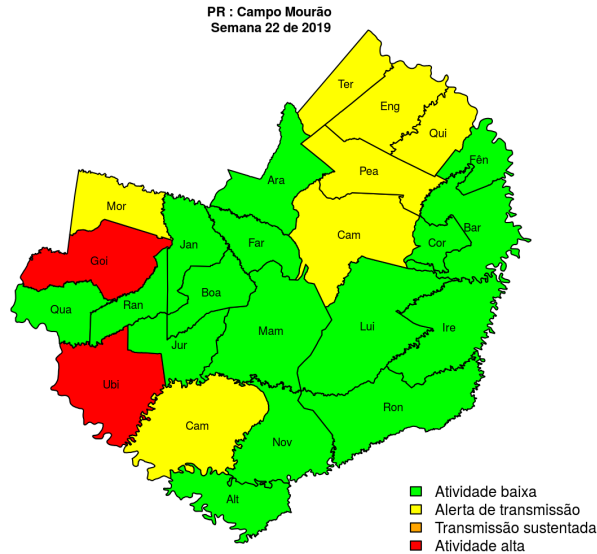 PR : Campo Mourão
Semana 22 de 2019
Ter
Eng
Qui
Fên
Pea
Ara
Mor
Cam
Bar
Jan
Far
Cor
Goi
Boa
Ran
Qua
Mam
Lui
Ire
Jur
Ubi
Ron
Cam
Nov
Alt
Atividade baixa
Alerta de transmissão
Transmissão sustentada
Atividade alta